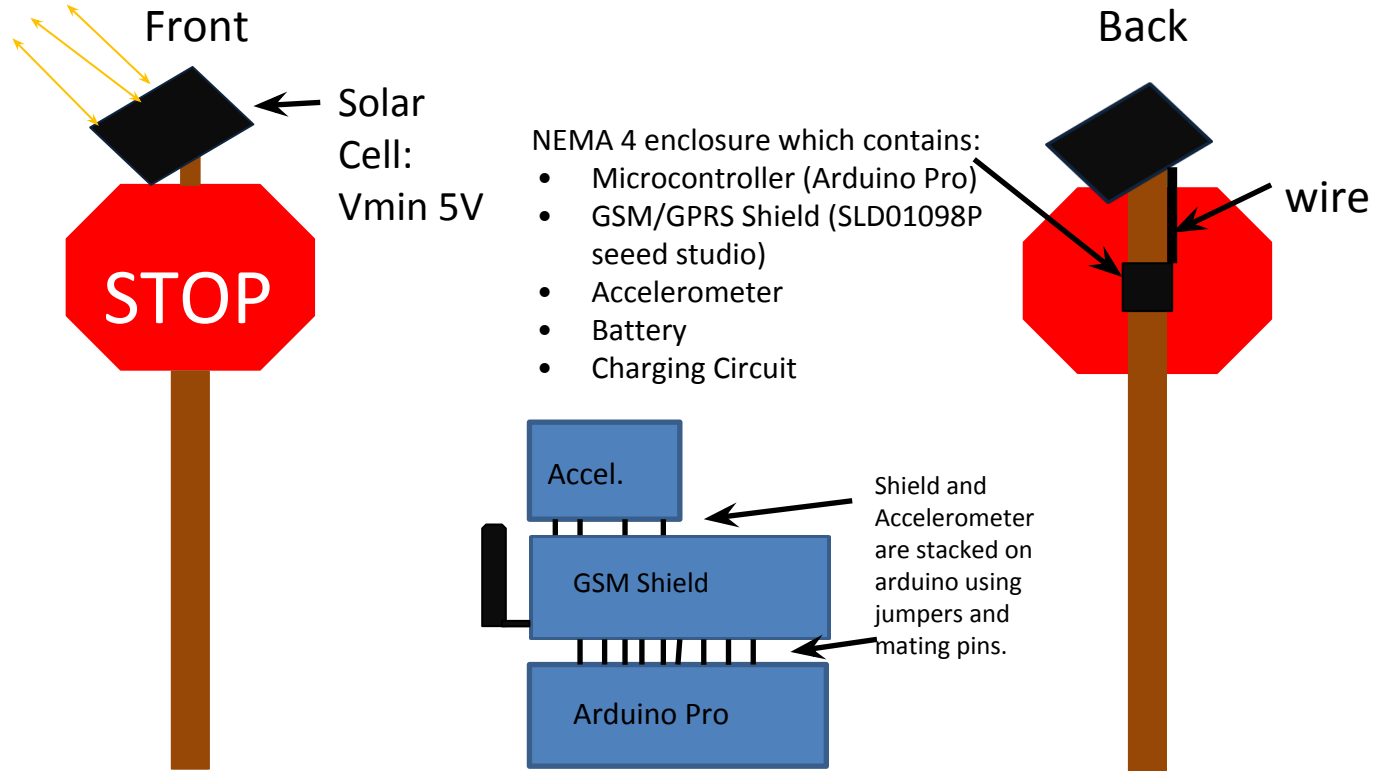 Front
Back
Solar
Cell:
Vmin 5V
NEMA 4 enclosure which contains:
• Microcontroller (Arduino Pro)
• GSM/GPRS Shield (SLD01098P
seeed studio)
• Accelerometer
• Battery
• Charging Circuit
wire
STOP
Accel.
GSM Shield
Arduino Pro
Shield and
Accelerometer
are stacked on
arduino using
jumpers and
mating pins.